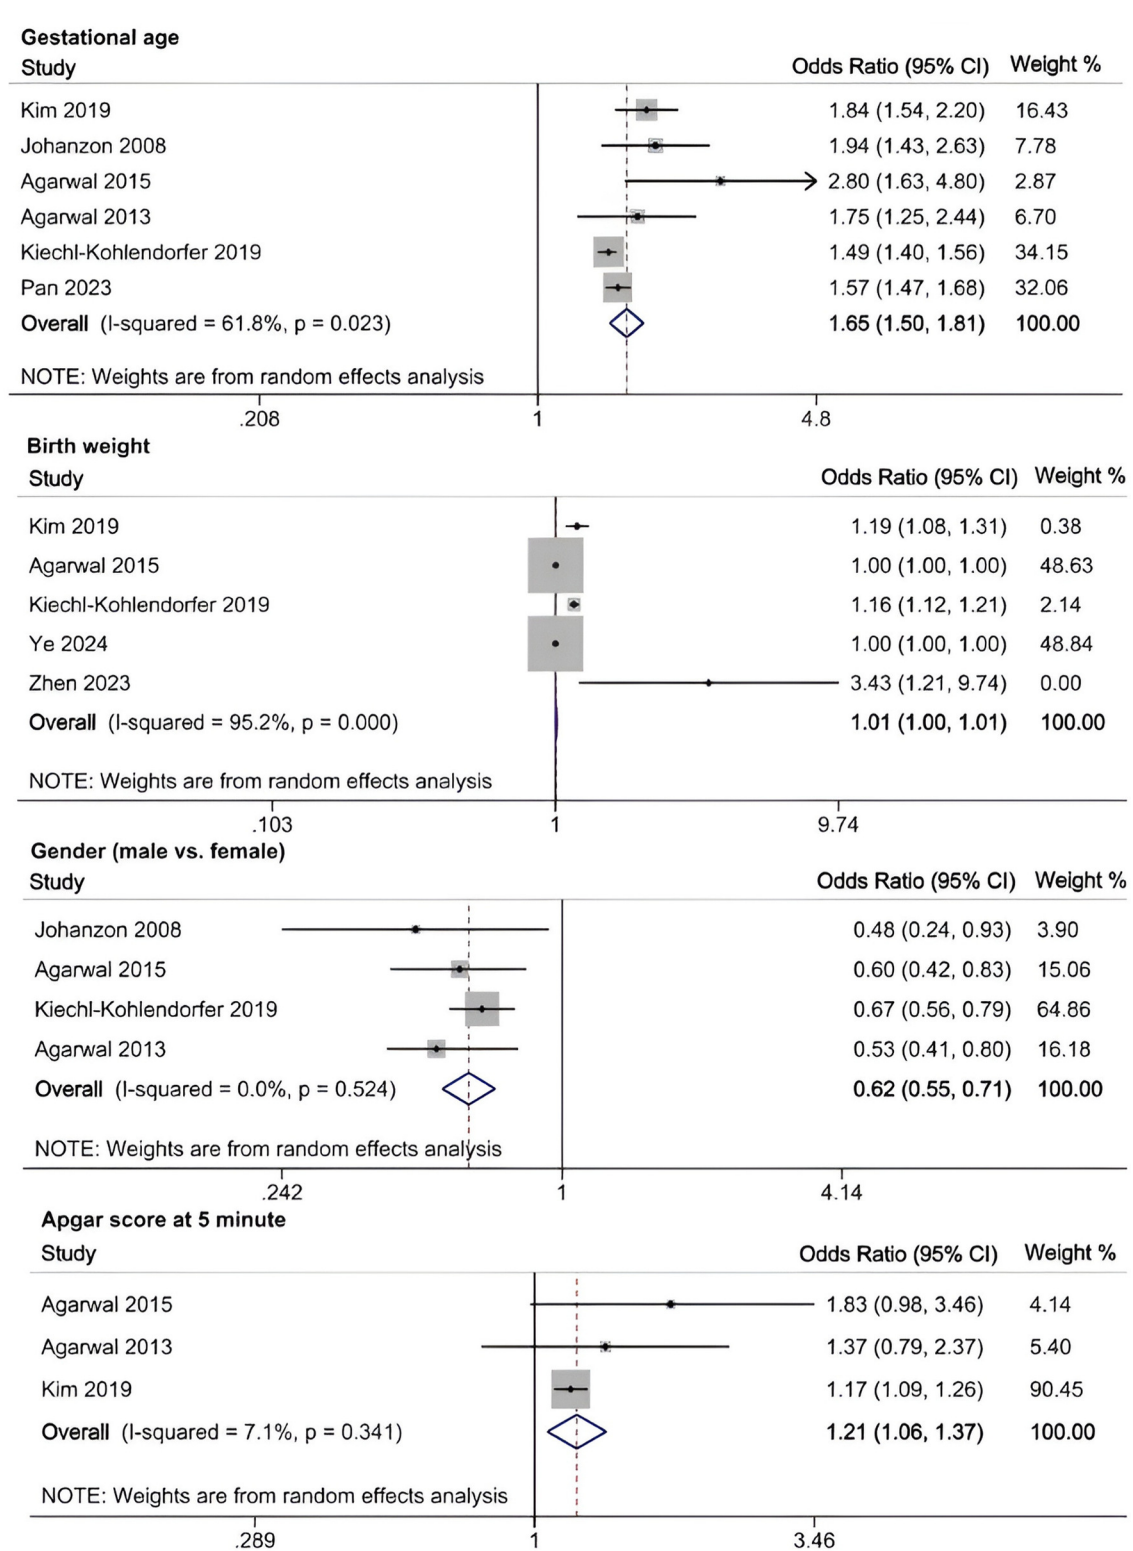 Gestational age
Study Odds Ratio (95% CI) Weight %
Kim 2019 1.84 (1.54, 2.20) 16.43
Johanzon 2008 1.94 (1.43, 2.63) 7.78
Agarwal 2015 2.80 (1.63, 4.80) 2.87
Agarwal 2013 1.75 (1.25, 2.44) 6.70
Kiechl-Kohlendorfer 2019 1.49 (1.40, 1.56) 34.15
Pan 2023 1.57 (1.47, 1.68) 32.06
Overall (I-squared = 61.8%, p = 0.023) 1.65 (1.50, 1.81) 100.00
NOTE: Weights are from random effects analysis
.208 1 4.8
Birth weight
Study Odds Ratio (95% CI) Weight %
Kim 2019 1.19 (1.08, 1.31) 0.38
Agarwal 2015 1.00 (1.00, 1.00) 48.63
Kiechl-Kohlendorfer 2019 1.16 (1.12, 1.21) 2.14
Ye 2024 1.00 (1.00, 1.00) 48.84
Zhen 2023 3.43 (1.21, 9.74) 0.00
Overall (I-squared = 95.2%, p = 0.000) 1.01 (1.00, 1.01) 100.00
NOTE: Weights are from random effects analysis
.103 1 9.74
Gender (male vs. female)
Study Odds Ratio (95% CI) Weight %
Johanzon 2008 0.48 (0.24, 0.93) 3.90
Agarwal 2015 0.60 (0.42, 0.83) 15.06
Kiechl-Kohlendorfer 2019 0.67 (0.56, 0.79) 64.86
Agarwal 2013 0.53 (0.41, 0.80) 16.18
Overall (I-squared = 0.0%, p = 0.524) 0.62 (0.55, 0.71) 100.00
NOTE: Weights are from random effects analysis
.242 1 4.14
Apgar score at 5 minute
Study Odds Ratio (95% CI) Weight %
Agarwal 2015 1.83 (0.98, 3.46) 4.14
Agarwal 2013 1.37 (0.79, 2.37) 5.40
Kim 2019 1.17 (1.09, 1.26) 90.45
Overall (I-squared = 7.1%, p = 0.341) 1.21 (1.06, 1.37) 100.00
NOTE: Weights are from random effects analysis
.289 1 3.46